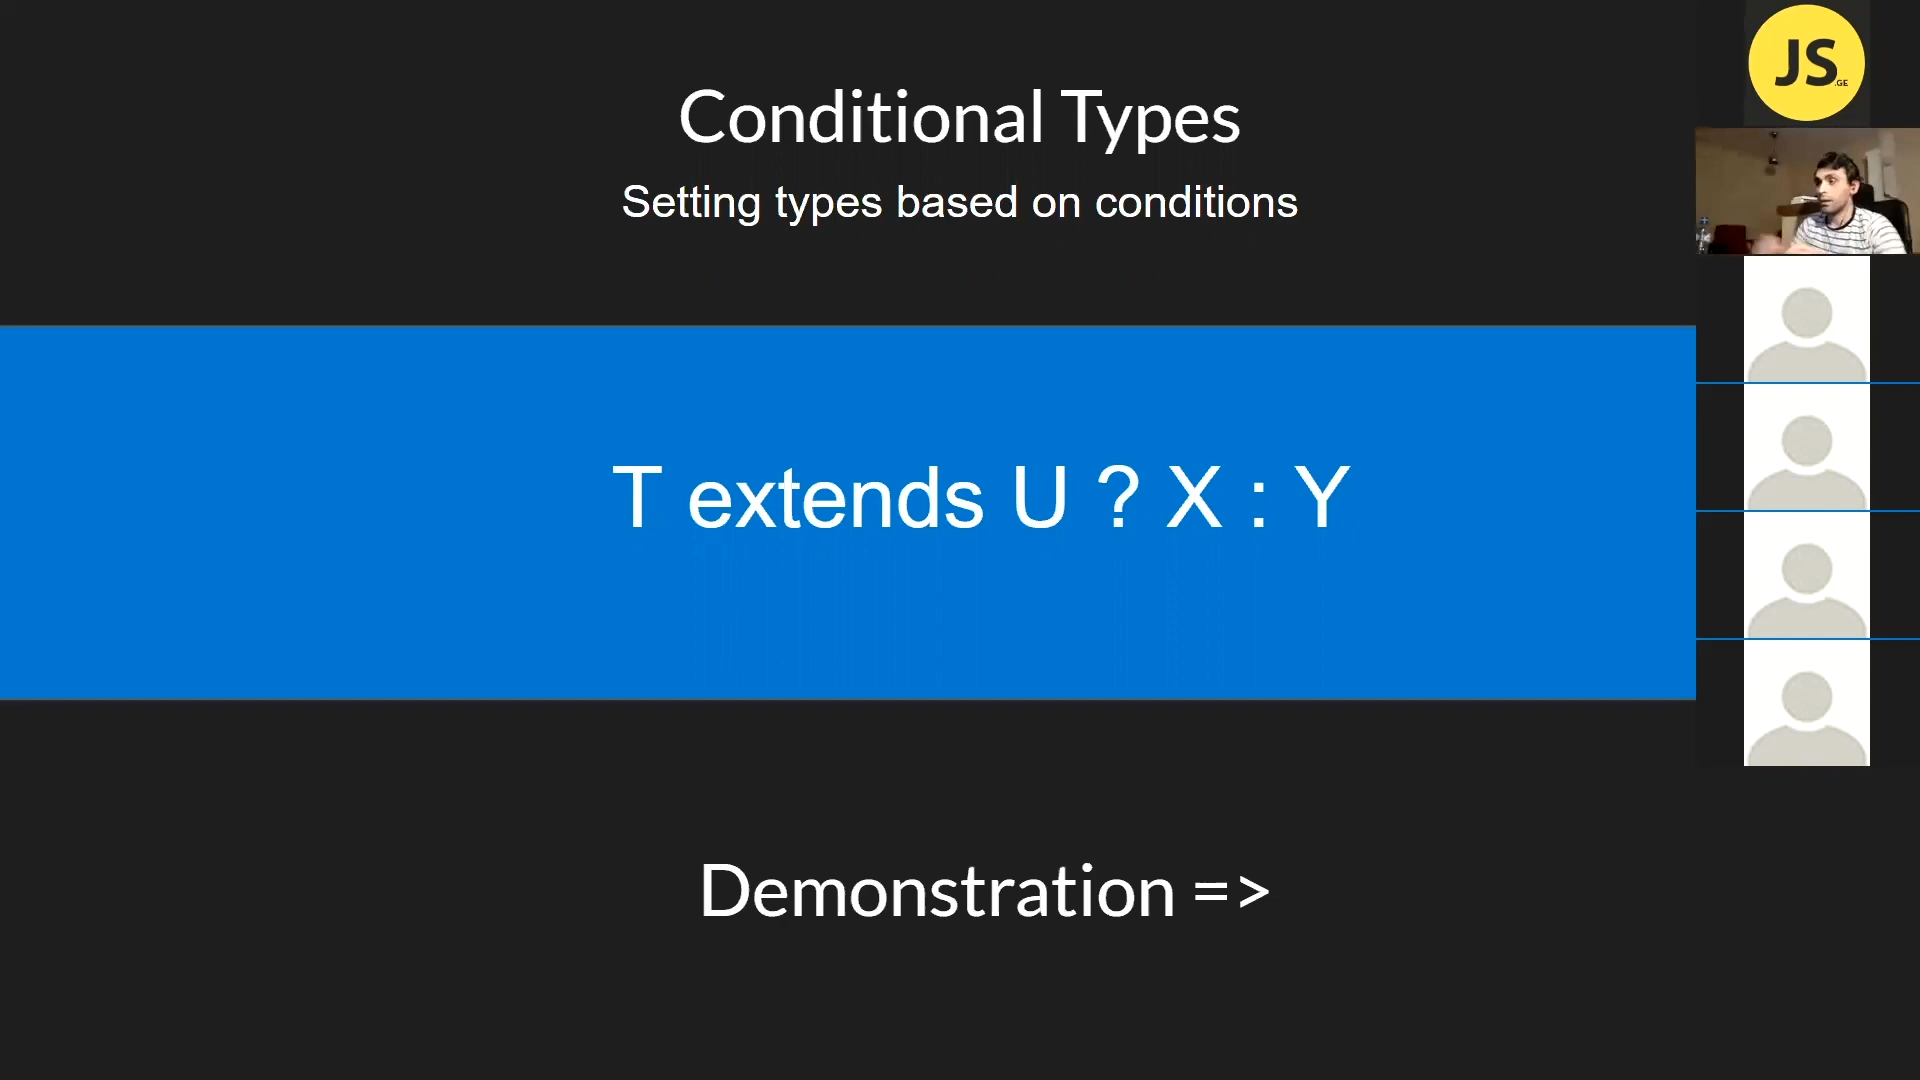 Conditional Types
Setting types based on conditions
T extends U ? X : Y
Demonstration =>
JS
.GE